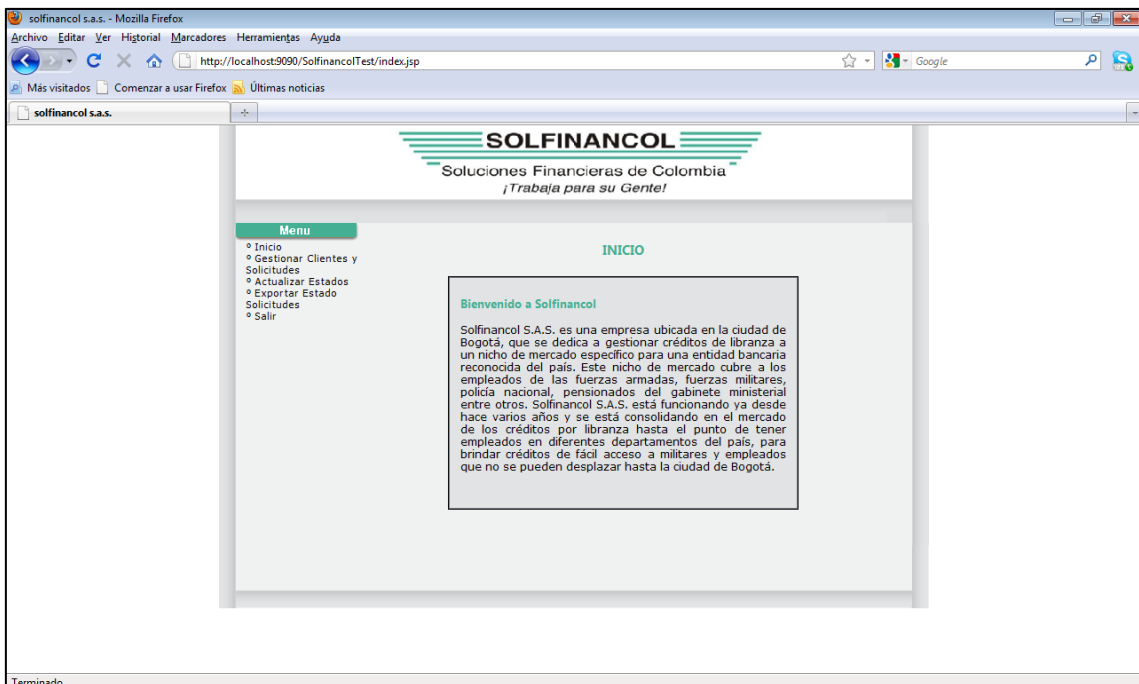 solfinancol s.a.s. - Mozilla Firefox
Archivo Editar Ver Historial Marcadores Herramientas Ayuda
http://localhost:9090/SolfinancolTest/index.jsp
Google
Más visitados Comenzar a usar Firefox Últimas noticias
solfinancol s.a.s.
SOLFINANCOL
Soluciones Financieras de Colombia
¡Trabaja para su Gente!
Menu
º Inicio
º Gestionar Clientes y
Solicitudes
º Actualizar Estados
º Exportar Estado
Solicitudes
º Salir
INICIO
Bienvenido a Solfinancol
Solfinancol S.A.S. es una empresa ubicada en la ciudad de
Bogotá, que se dedica a gestionar créditos de libranza a
un nicho de mercado específico para una entidad bancaria
reconocida del país. Este nicho de mercado cubre a los
empleados de las fuerzas armadas, fuerzas militares,
policía nacional, pensionados del gabinete ministerial
entre otros. Solfinancol S.A.S. está funcionando ya desde
hace varios años y se está consolidando en el mercado
de los créditos por libranza hasta el punto de tener
empleados en diferentes departamentos del país, para
brindar créditos de fácil acceso a militares y empleados
que no se pueden desplazar hasta la ciudad de Bogotá.
Terminado